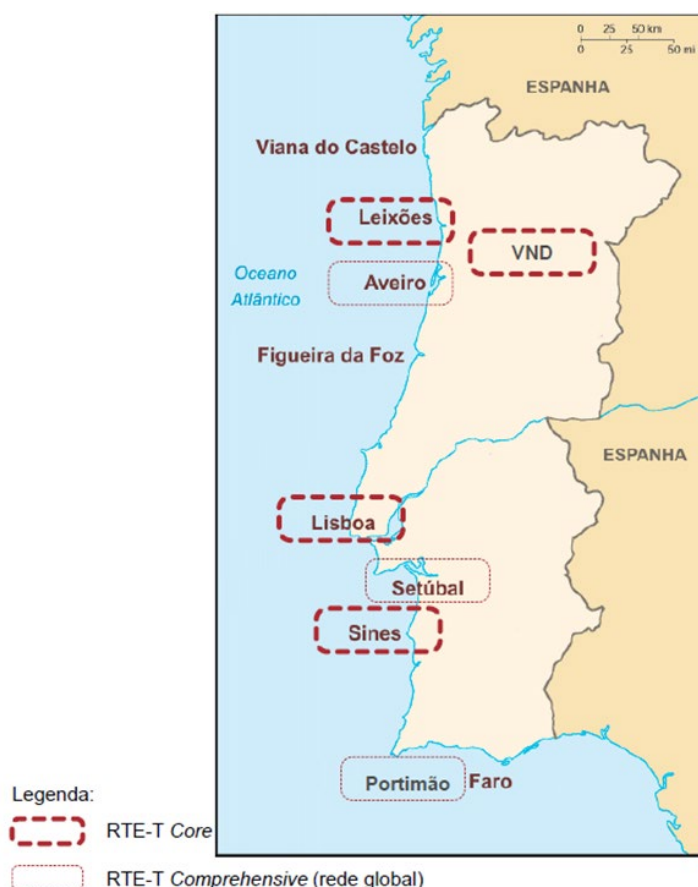 0 25 50 km
0 25 50 mi
ESPANHA
Viana do Castelo
Leixões
VND
Oceano
Atlântico
Aveiro
Figueira da Foz
ESPANHA
Lisboa
Setúbal
Sines
Portimão Faro
Legenda:
RTE-T Core
RTE-T Comprehensive (rede global)